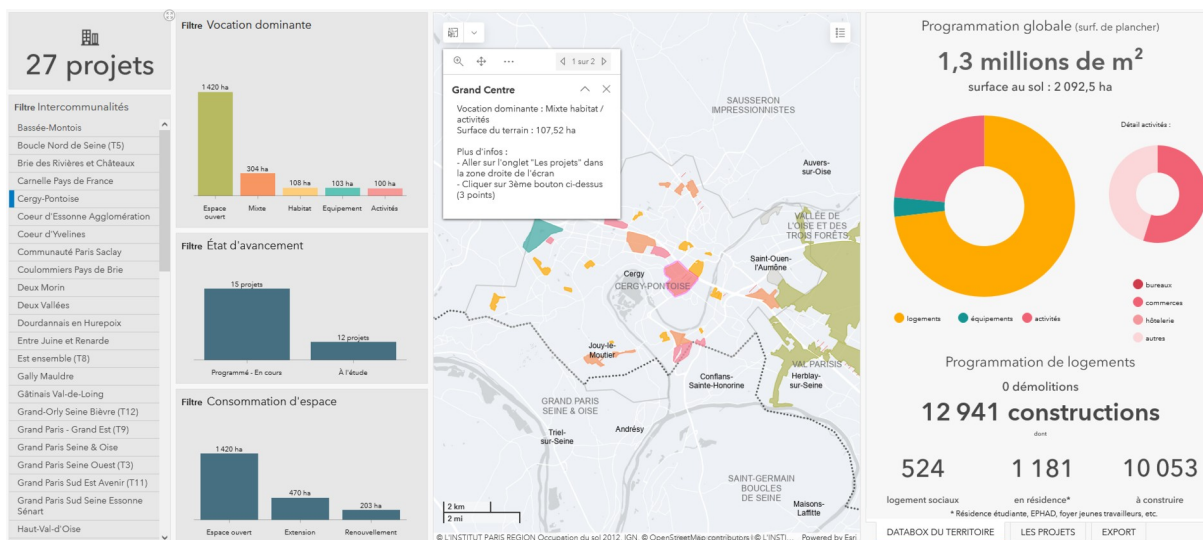 27 projets
Filtre Intercommunalités
Bassée-Montois
Boucle Nord de Seine (T5)
Brie des Rivières et Châteaux
Carnelle Pays de France
Cergy-Pontoise
Coeur d'Essonne Agglomération
Coeur d'Yvelines
Communauté Paris Saclay
Coulommiers Pays de Brie
Deux Morin
Deux Vallées
Dourdannais en Hurepoix
Entre Juine et Renarde
Est ensemble (T8)
Gally Mauldre
Gâtinais Val-de-Loing
Grand-Orly Seine Bièvre (T12)
Grand Paris - Grand Est (T9)
Grand Paris Seine & Oise
Grand Paris Seine Ouest (T3)
Grand Paris Sud Est Avenir (T11)
Grand Paris Sud Seine Essonne
Sénart
Haut-Val-d'Oise
Filtre Vocation dominante
1 420 ha
304 ha
108 ha
103 ha
100 ha
Espace
ouvert
Mixte
Habitat
Equipement
Activités
Filtre État d'avancement
15 projets
12 projets
Programmé - En cours
À l'étude
Filtre Consommation d'espace
1 420 ha
470 ha
203 ha
Espace ouvert
Extension
Renouvellement
1 sur 2
Grand Centre
Vocation dominante : Mixte habitat /
activités
Surface du terrain : 107,52 ha
Plus d'infos :
- Aller sur l'onglet "Les projets" dans
la zone droite de l'écran
- Cliquer sur 3ème bouton ci-dessus
(3 points)
SAUSSERON
IMPRESSIONNISTES
Auvers-
sur-Oise
VALLÉE DE
L'OISE ET DES
TROIS FORÊTS
Saint-Ouen-
l'Aumône
Cergy
CERGY-PONTOISE
Jouy-le-
Moutier
VAL PARISIS
Conflans-
Sainte-Honorine
Herblay-
sur-Seine
GRAND PARIS
SEINE & OISE
Triel-
sur-Seine
Andrésy
SAINT-GERMAIN
BOUCLES
DE SEINE
Maisons-
Laffitte
2 km
2 mi
© L'INSTITUT PARIS REGION Occupation du sol 2012, IGN, © OpenStreetMap contributors | © L'INSTI...
Powered by Esri
Programmation globale (surf. de plancher)
1,3 millions de m²
surface au sol : 2 092,5 ha
Détail activités :
logements
équipements
activités
bureaux
commerces
hôtelerie
autres
Programmation de logements
0 démolitions
12 941 constructions
dont
524
1 181
10 053
logement sociaux
en résidence*
à construire
* Résidence étudiante, EPHAD, foyer jeunes travailleurs, etc.
DATABOX DU TERRITOIRE
LES PROJETS
EXPORT